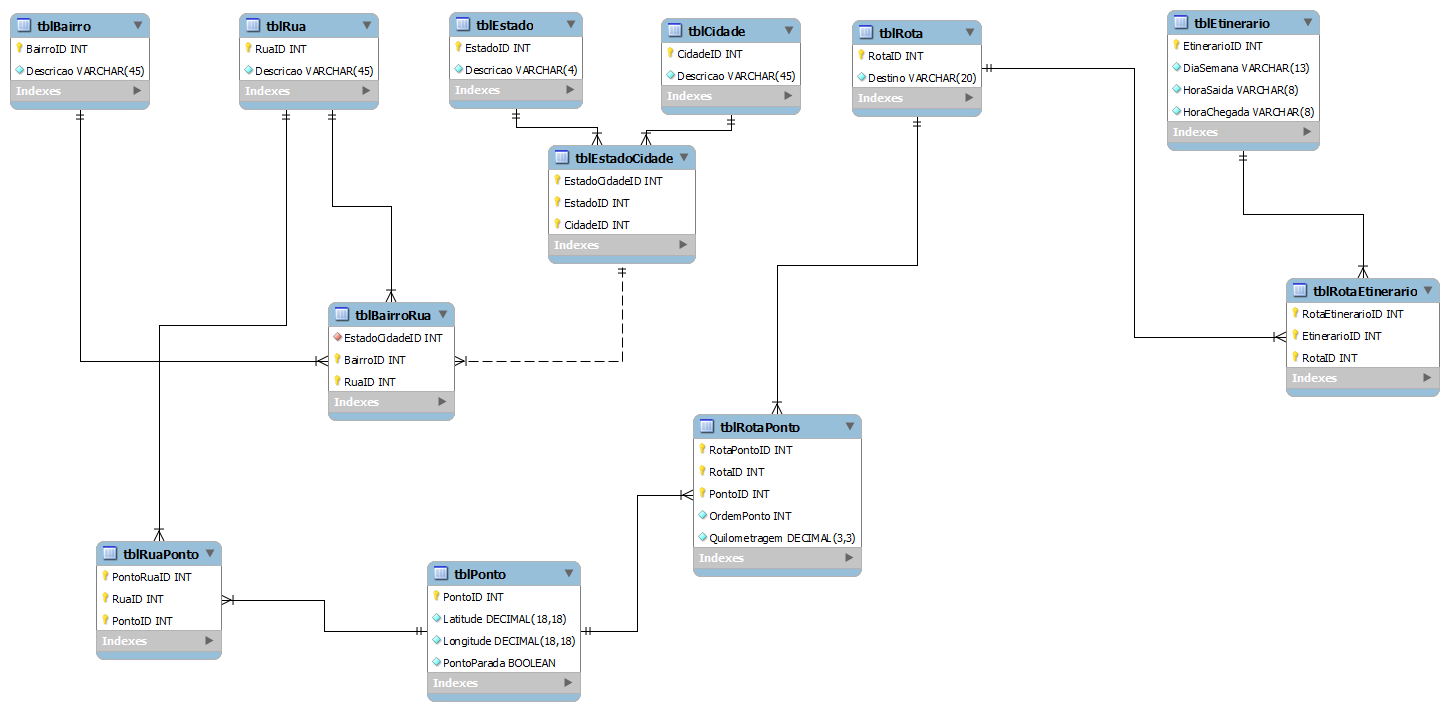 tblBairro
BairroID INT
Descricao VARCHAR(45)
Indexes
tblRua
RuaID INT
Descricao VARCHAR(45)
Indexes
tblEstado
EstadoID INT
Descricao VARCHAR(4)
Indexes
tblCidade
CidadeID INT
Descricao VARCHAR(45)
Indexes
tblRota
RotaID INT
Destino VARCHAR(20)
Indexes
tblEtinerario
EtinerarioID INT
DiaSemana VARCHAR(13)
HoraSaida VARCHAR(8)
HoraChegada VARCHAR(8)
Indexes
tblEstadoCidade
EstadoCidadeID INT
EstadoID INT
CidadeID INT
Indexes
tblBairroRua
EstadoCidadeID INT
BairroID INT
RuaID INT
Indexes
tblRotaEtinerario
RotaEtinerarioID INT
EtinerarioID INT
RotaID INT
Indexes
tblRotaPonto
RotaPontoID INT
RotaID INT
PontoID INT
OrdemPonto INT
Quilometragem DECIMAL(3,3)
Indexes
tblRuaPonto
PontoRuaID INT
RuaID INT
PontoID INT
Indexes
tblPonto
PontoID INT
Latitude DECIMAL(18,18)
Longitude DECIMAL(18,18)
PontoParada BOOLEAN
Indexes